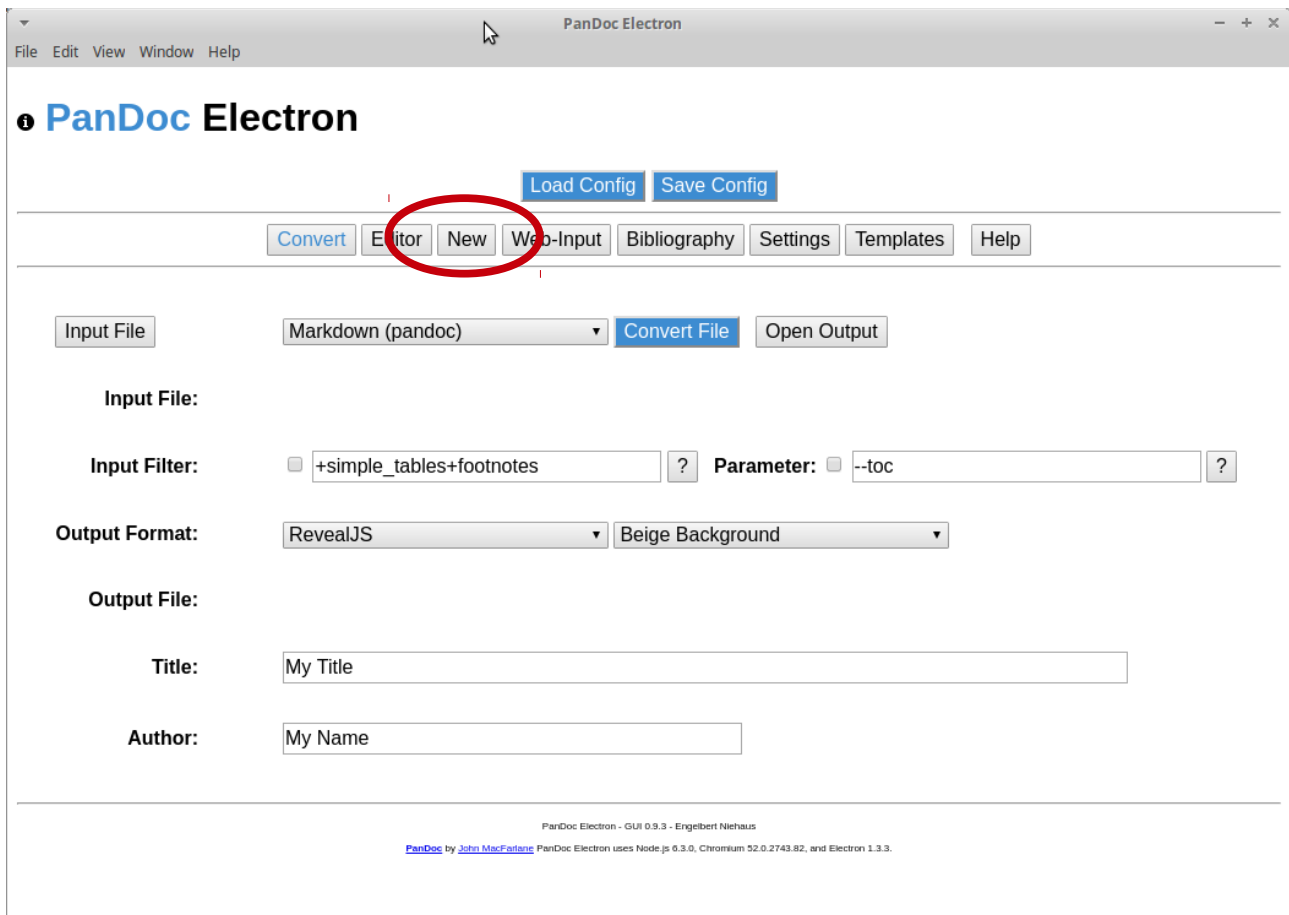 PanDoc Electron
File Edit View Window Help
PanDoc Electron
Load Config Save Config
Convert Editor New Web-Input Bibliography Settings Templates Help
Input File Markdown (pandoc) Convert File Open Output
Input File:
Input Filter: +simple_tables+footnotes ? Parameter: --toc ?
Output Format: RevealJS Beige Background
Output File:
Title: My Title
Author: My Name
PanDoc Electron - GUI 0.9.3 - Engelbert Niehaus
PanDoc by John MacFarlane PanDoc Electron uses Node.js 6.3.0, Chromium 52.0.2743.82, and Electron 1.3.3.